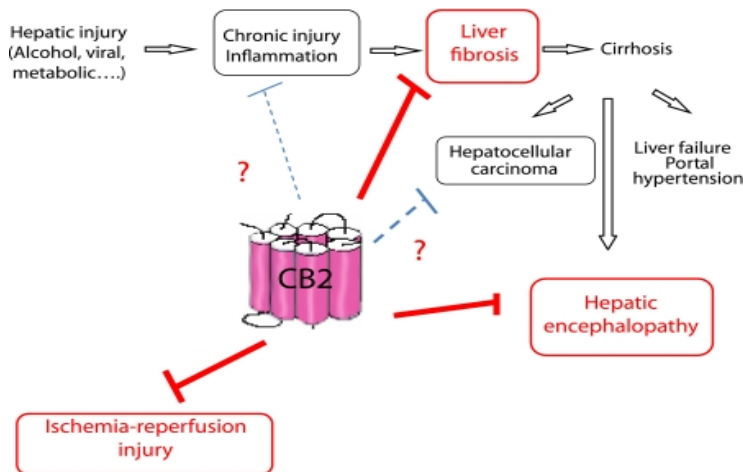 Hepatic injury
(Alcohol, viral,
metabolic....)
Chronic injury
Inflammation
Liver
fibrosis
Cirrhosis
Hepatocellular
carcinoma
Liver failure
Portal
hypertension
?
?
CB2
Hepatic
encephalopathy
Ischemia-reperfusion
injury